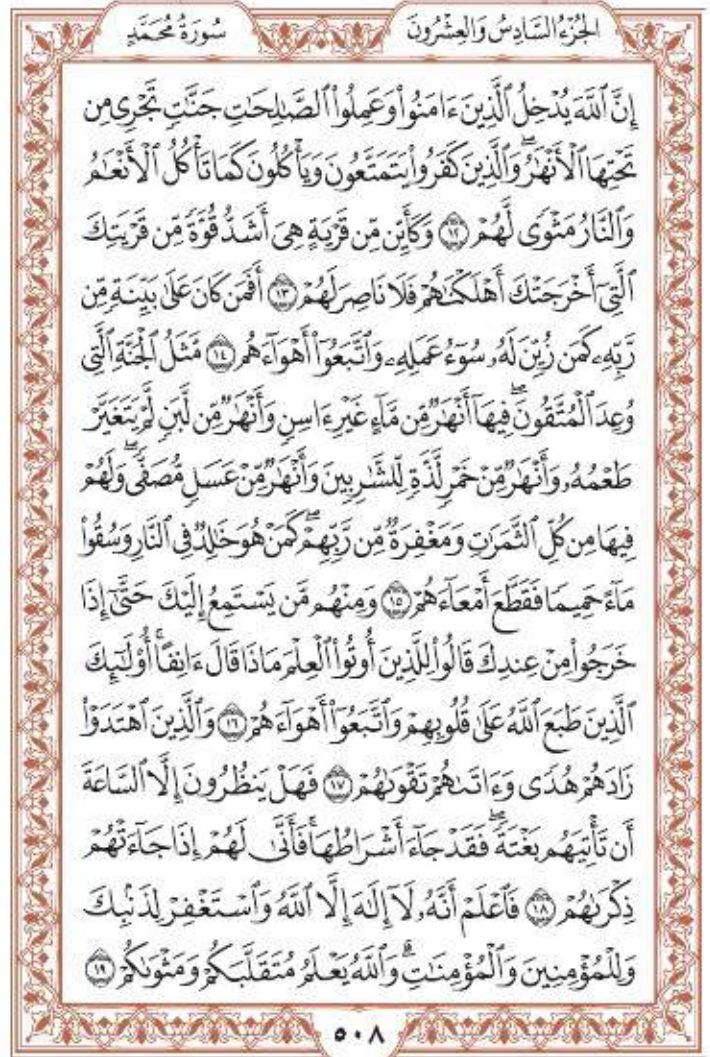 سُورَةُ مُحَمَّدٍ
الجُزْءُ السَّادِسُ وَالعِشْرُونَ
إِنَّ ٱللَّهَ يُدْخِلُ ٱلَّذِينَ ءَامَنُوا۟ وَعَمِلُوا۟ ٱلصَّـٰلِحَـٰتِ جَنَّـٰتٍ تَجْرِى مِن
تَحْتِهَا ٱلْأَنْهَـٰرُ ۖ وَٱلَّذِينَ كَفَرُوا۟ يَتَمَتَّعُونَ وَيَأْكُلُونَ كَمَا تَأْكُلُ ٱلْأَنْعَـٰمُ
وَٱلنَّارُ مَثْوًى لَّهُمْ ١٢ وَكَأَيِّن مِّن قَرْيَةٍ هِىَ أَشَدُّ قُوَّةً مِّن قَرْيَتِكَ
ٱلَّتِىٓ أَخْرَجَتْكَ أَهْلَكْنَـٰهُمْ فَلَا نَاصِرَ لَهُمْ ١٣ أَفَمَن كَانَ عَلَىٰ بَيِّنَةٍ مِّن
رَّبِّهِۦ كَمَن زُيِّنَ لَهُۥ سُوٓءُ عَمَلِهِۦ وَٱتَّبَعُوٓا۟ أَهْوَآءَهُم ١٤ مَّثَلُ ٱلْجَنَّةِ ٱلَّتِى
وُعِدَ ٱلْمُتَّقُونَ ۖ فِيهَآ أَنْهَـٰرٌ مِّن مَّآءٍ غَيْرِ ءَاسِنٍ وَأَنْهَـٰرٌ مِّن لَّبَنٍ لَّمْ يَتَغَيَّرْ
طَعْمُهُۥ وَأَنْهَـٰرٌ مِّنْ خَمْرٍ لَّذَّةٍ لِّلشَّـٰرِبِينَ وَأَنْهَـٰرٌ مِّنْ عَسَلٍ مُّصَفًّى ۖ وَلَهُمْ
فِيهَا مِن كُلِّ ٱلثَّمَرَٰتِ وَمَغْفِرَةٌ مِّن رَّبِّهِمْ ۖ كَمَنْ هُوَ خَـٰلِدٌ فِى ٱلنَّارِ وَسُقُوا۟
مَآءً حَمِيمًا فَقَطَّعَ أَمْعَآءَهُمْ ١٥ وَمِنْهُم مَّن يَسْتَمِعُ إِلَيْكَ حَتَّىٰٓ إِذَا
خَرَجُوا۟ مِنْ عِندِكَ قَالُوا۟ لِلَّذِينَ أُوتُوا۟ ٱلْعِلْمَ مَاذَا قَالَ ءَانِفًا ۚ أُو۟لَـٰٓئِكَ
ٱلَّذِينَ طَبَعَ ٱللَّهُ عَلَىٰ قُلُوبِهِمْ وَٱتَّبَعُوٓا۟ أَهْوَآءَهُمْ ١٦ وَٱلَّذِينَ ٱهْتَدَوْا۟
زَادَهُمْ هُدًى وَءَاتَىٰهُمْ تَقْوَىٰهُمْ ١٧ فَهَلْ يَنظُرُونَ إِلَّا ٱلسَّاعَةَ
أَن تَأْتِيَهُم بَغْتَةً ۖ فَقَدْ جَآءَ أَشْرَاطُهَا ۚ فَأَنَّىٰ لَهُمْ إِذَا جَآءَتْهُمْ
ذِكْرَىٰهُمْ ١٨ فَٱعْلَمْ أَنَّهُۥ لَآ إِلَـٰهَ إِلَّا ٱللَّهُ وَٱسْتَغْفِرْ لِذَنۢبِكَ
وَلِلْمُؤْمِنِينَ وَٱلْمُؤْمِنَـٰتِ ۗ وَٱللَّهُ يَعْلَمُ مُتَقَلَّبَكُمْ وَمَثْوَىٰكُمْ ١٩
٥٠٨